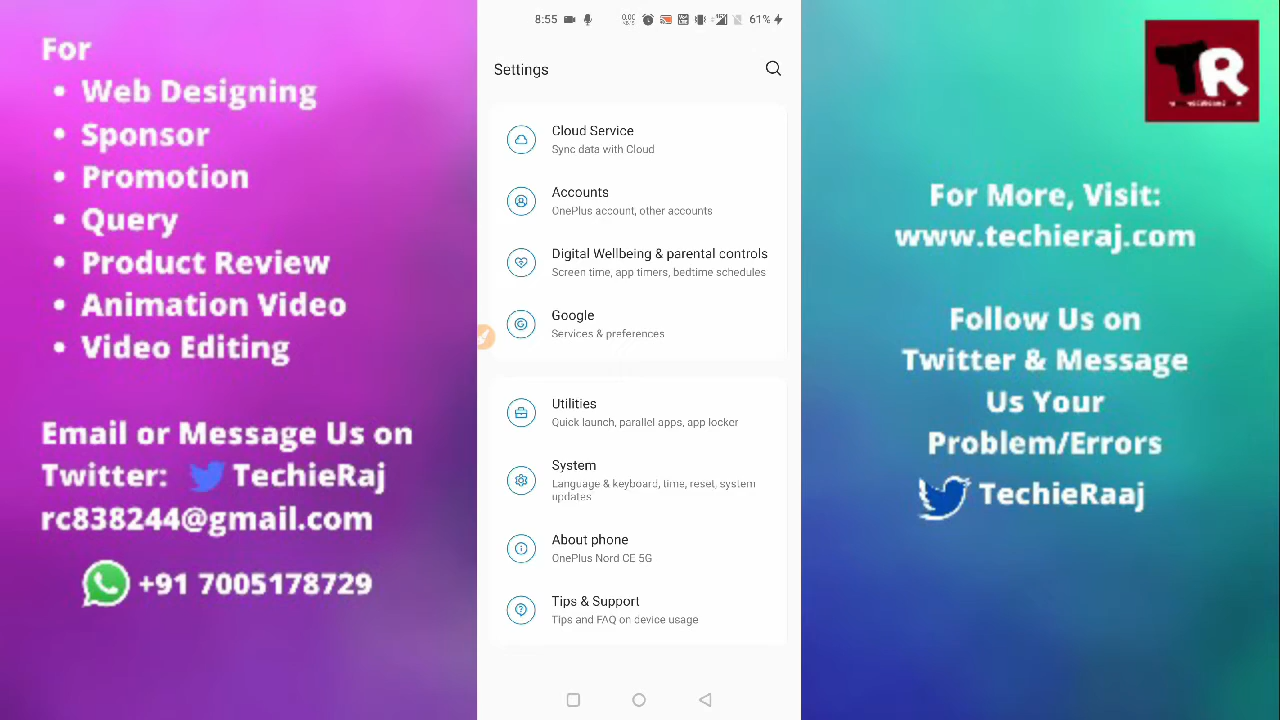 For
• Web Designing
• Sponsor
• Promotion
• Query
• Product Review
• Animation Video
• Video Editing
Email or Message Us on
Twitter: TechieRaj
rc838244@gmail.com
+91 7005178729
8:55
61%
Settings
Cloud Service
Sync data with Cloud
Accounts
OnePlus account, other accounts
Digital Wellbeing & parental controls
Screen time, app timers, bedtime schedules
Google
Services & preferences
Utilities
Quick launch, parallel apps, app locker
System
Language & keyboard, time, reset, system
updates
About phone
OnePlus Nord CE 5G
Tips & Support
Tips and FAQ on device usage
TR
For More, Visit:
www.techieraj.com
Follow Us on
Twitter & Message
Us Your
Problem/Errors
TechieRaaj